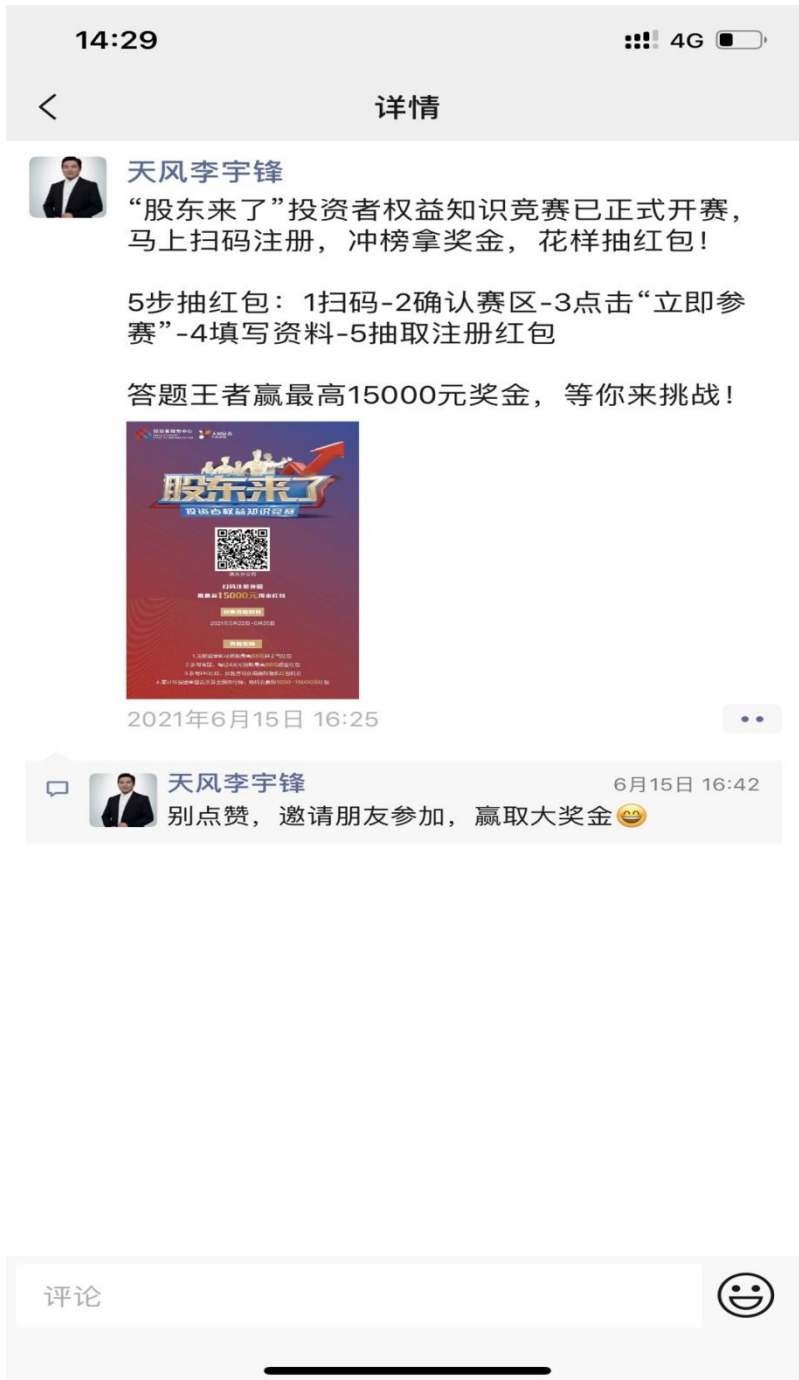 14:29
4G
详情
天风李宇锋
“股东来了”投资者权益知识竞赛已正式开赛，
马上扫码注册，冲榜拿奖金，花样抽红包！
5步抽红包：1扫码-2确认赛区-3点击“立即参
赛”-4填写资料-5抽取注册红包
答题王者赢最高15000元奖金，等你来挑战！
股东来了
投资者权益知识竞赛
15000元
2021年6月15日 16:25
天风李宇锋
6月15日 16:42
别点赞，邀请朋友参加，赢取大奖金😄
评论